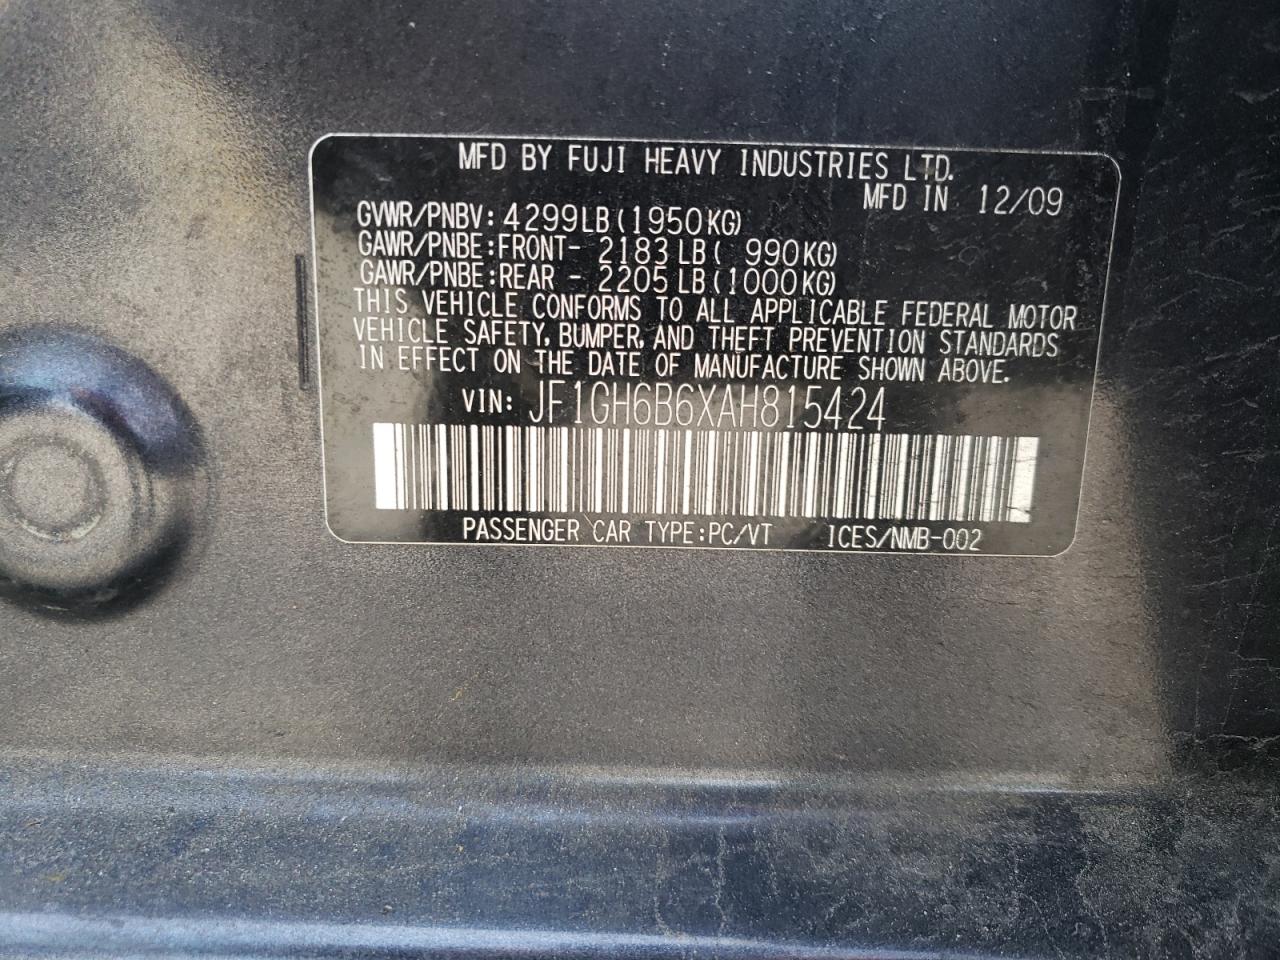 MFD BY FUJI HEAVY INDUSTRIES LTD.
MFD IN 12/09
GVWR/PNBV: 4299LB(1950KG)
GAWR/PNBE:FRONT- 2183LB( 990KG)
GAWR/PNBE:REAR - 2205LB(1000KG)
THIS VEHICLE CONFORMS TO ALL APPLICABLE FEDERAL MOTOR
VEHICLE SAFETY, BUMPER, AND THEFT PREVENTION STANDARDS
IN EFFECT ON THE DATE OF MANUFACTURE SHOWN ABOVE.
VIN: JF1GH6B6XAH815424
PASSENGER CAR TYPE:PC/VT ICES/NMB-002